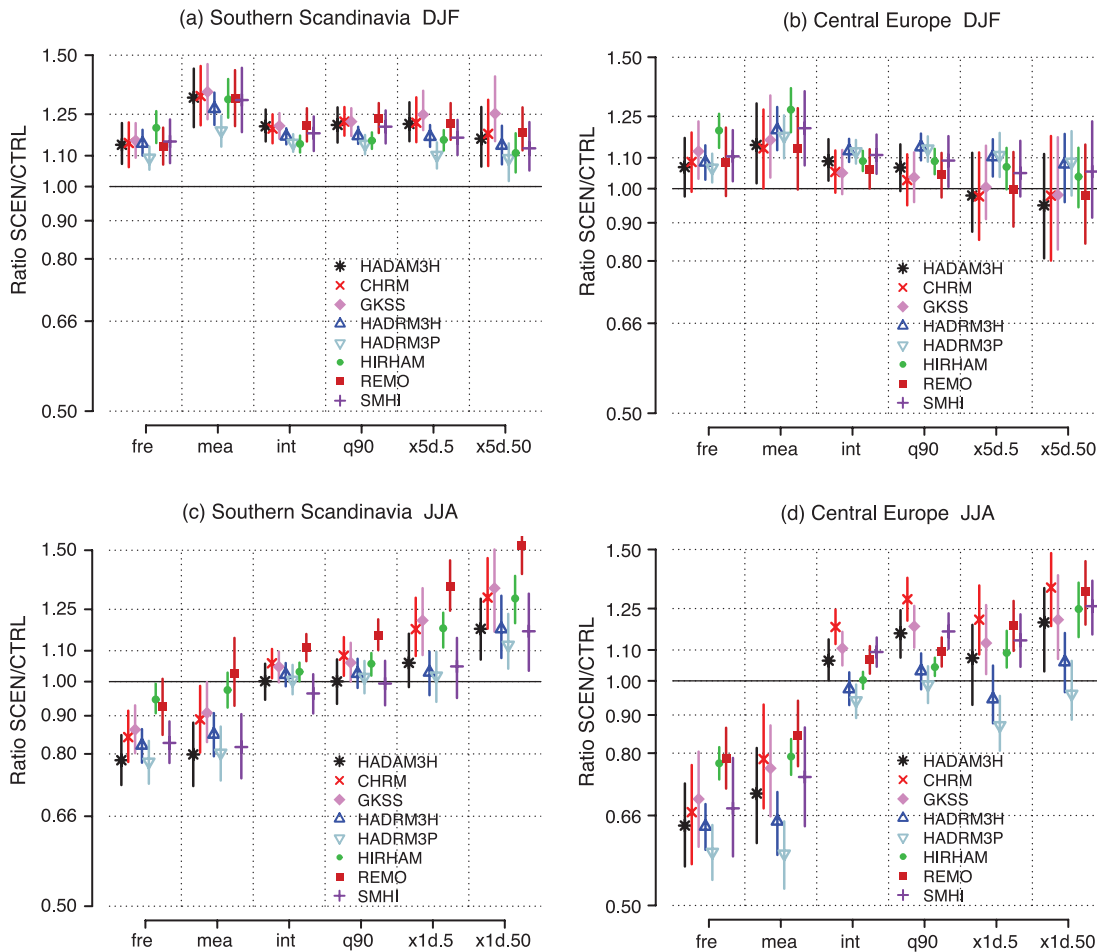 (a) Southern Scandinavia DJF
Ratio SCEN/CTRL
1.50
1.25
1.10
1.00
0.90
0.80
0.66
0.50
HADAM3H
CHRM
GKSS
HADRM3H
HADRM3P
HIRHAM
REMO
SMHI
fre mea int q90 x5d.5 x5d.50
(b) Central Europe DJF
Ratio SCEN/CTRL
1.50
1.25
1.10
1.00
0.90
0.80
0.66
0.50
HADAM3H
CHRM
GKSS
HADRM3H
HADRM3P
HIRHAM
REMO
SMHI
fre mea int q90 x5d.5 x5d.50
(c) Southern Scandinavia JJA
Ratio SCEN/CTRL
1.50
1.25
1.10
1.00
0.90
0.80
0.66
0.50
HADAM3H
CHRM
GKSS
HADRM3H
HADRM3P
HIRHAM
REMO
SMHI
fre mea int q90 x1d.5 x1d.50
(d) Central Europe JJA
Ratio SCEN/CTRL
1.50
1.25
1.10
1.00
0.90
0.80
0.66
0.50
HADAM3H
CHRM
GKSS
HADRM3H
HADRM3P
HIRHAM
REMO
SMHI
fre mea int q90 x1d.5 x1d.50